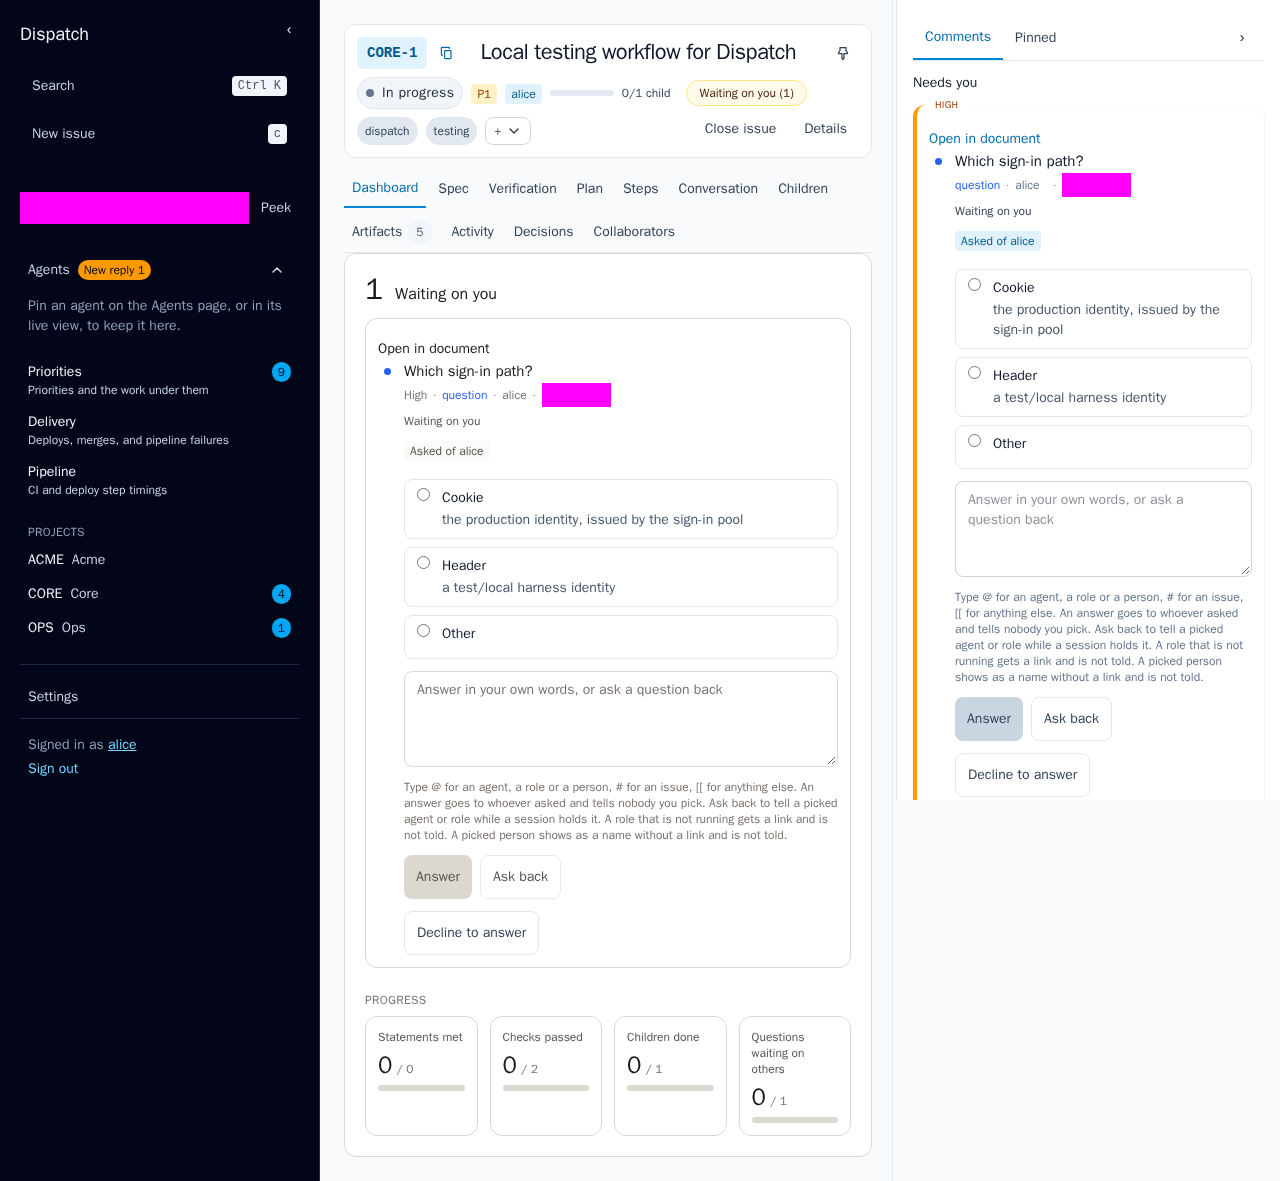 Dispatch
Search
Ctrl K
New issue
C
Peek
Agents
New reply 1
Pin an agent on the Agents page, or in its
live view, to keep it here.
Priorities
9
Priorities and the work under them
Delivery
Deploys, merges, and pipeline failures
Pipeline
CI and deploy step timings
PROJECTS
ACME Acme
CORE Core
4
OPS Ops
1
Settings
Signed in as alice
Sign out
CORE-1
Local testing workflow for Dispatch
In progress
P1
alice
0/1 child
Waiting on you (1)
dispatch
testing
+
Close issue
Details
Dashboard
Spec
Verification
Plan
Steps
Conversation
Children
Artifacts 5
Activity
Decisions
Collaborators
1 Waiting on you
Open in document
Which sign-in path?
High · question · alice ·
Waiting on you
Asked of alice
Cookie
the production identity, issued by the sign-in pool
Header
a test/local harness identity
Other
Answer in your own words, or ask a question back
Type @ for an agent, a role or a person, # for an issue, [[ for anything else. An
answer goes to whoever asked and tells nobody you pick. Ask back to tell a picked
agent or role while a session holds it. A role that is not running gets a link and is
not told. A picked person shows as a name without a link and is not told.
Answer
Ask back
Decline to answer
PROGRESS
Statements met
0 / 0
Checks passed
0 / 2
Children done
0 / 1
Questions
waiting on
others
0 / 1
Comments
Pinned
Needs you
HIGH
Open in document
Which sign-in path?
question · alice ·
Waiting on you
Asked of alice
Cookie
the production identity, issued by the
sign-in pool
Header
a test/local harness identity
Other
Answer in your own words, or ask a
question back
Type @ for an agent, a role or a person, # for an issue,
[[ for anything else. An answer goes to whoever asked
and tells nobody you pick. Ask back to tell a picked
agent or role while a session holds it. A role that is not
running gets a link and is not told. A picked person
shows as a name without a link and is not told.
Answer
Ask back
Decline to answer